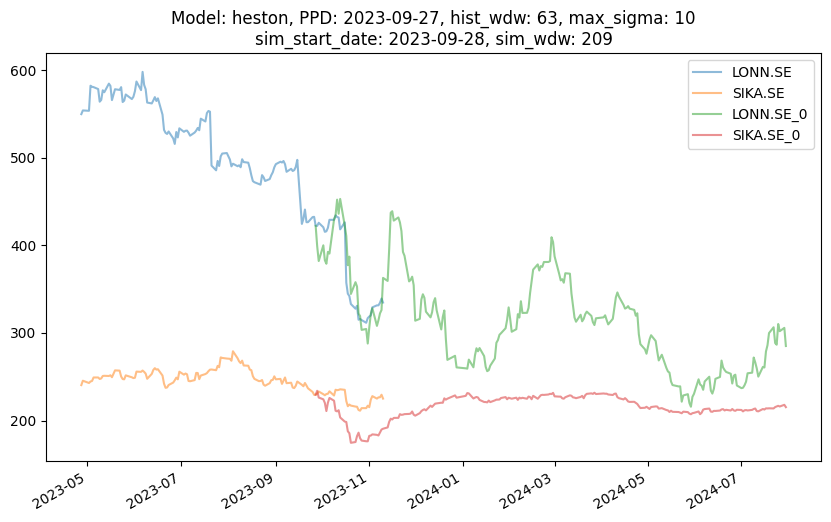 Model: heston, PPD: 2023-09-27, hist_wdw: 63, max_sigma: 10
sim_start_date: 2023-09-28, sim_wdw: 209
LONN.SE
SIKA.SE
LONN.SE_0
SIKA.SE_0
600
500
400
300
200
2023-05
2023-07
2023-09
2023-11
2024-01
2024-03
2024-05
2024-07